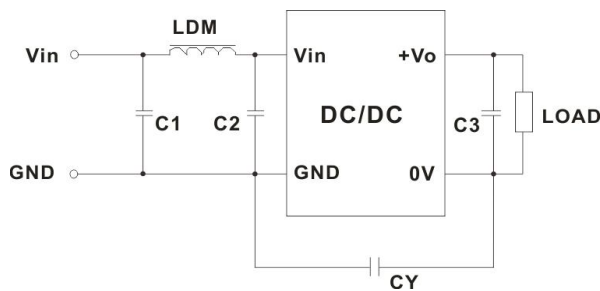 LDM
Vin
Vin
+Vo
C1
C2
DC/DC
C3
LOAD
GND
GND
0V
CY